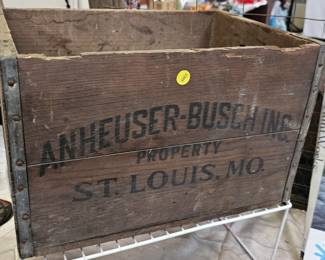 ANHEUSER-BUSCH INC.
PROPERTY
ST. LOUIS, MO.